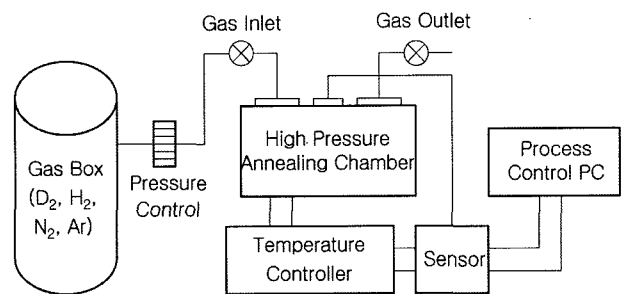 Gas Inlet
Gas Outlet
Gas Box
(D₂, H₂,
N₂, Ar)
Pressure
Control
High Pressure
Annealing Chamber
Process
Control PC
Temperature
Controller
Sensor